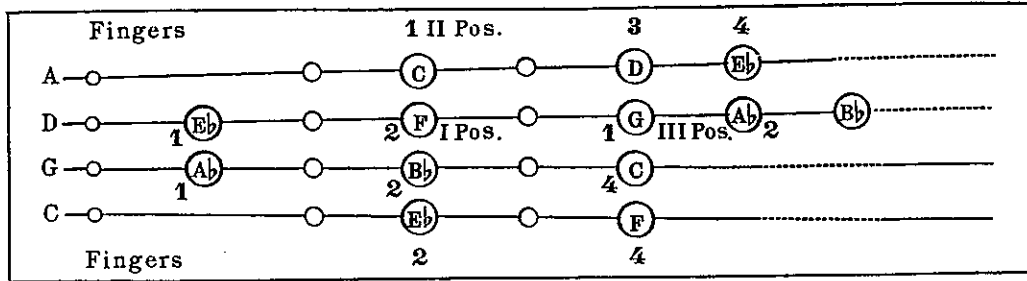 Fingers 1 II Pos. 3 4
A C D E♭
D E♭ F G A♭ B♭
1 2 I Pos. 1 III Pos. 2
G A♭ B♭ C
1 2 4
C E♭ F
Fingers 2 4